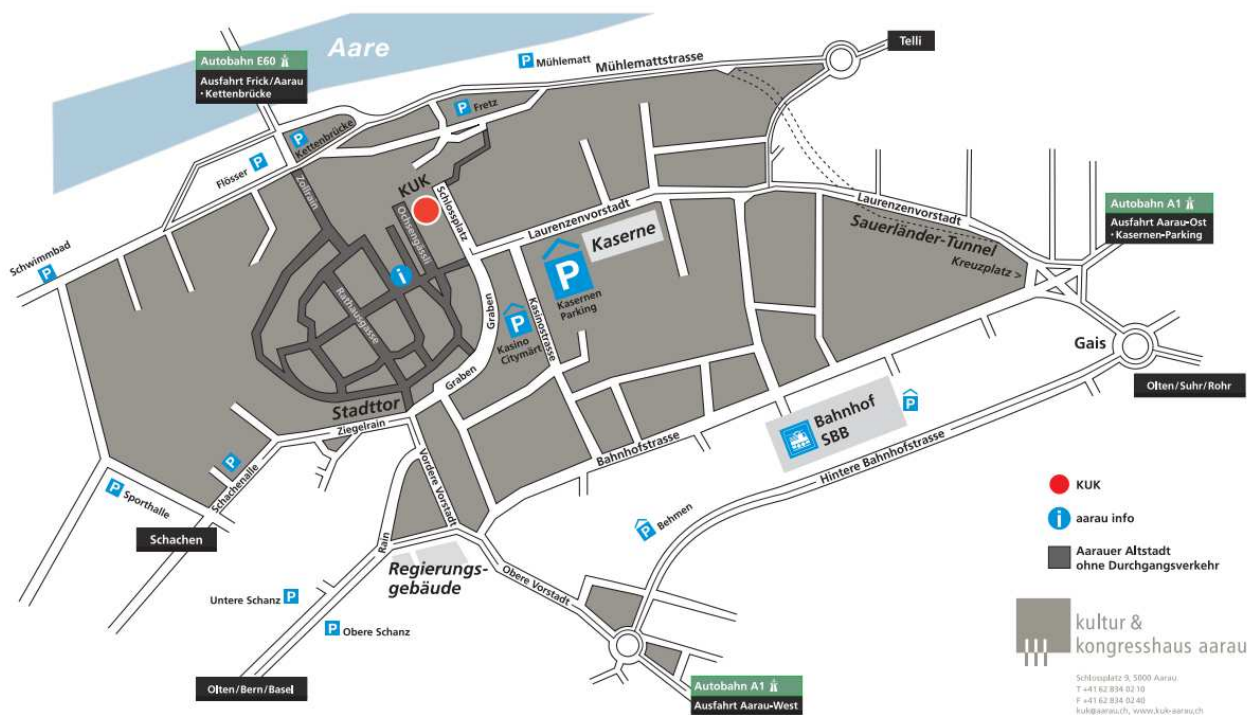 Aare
Autobahn E60
Ausfahrt Frick/Aarau
• Kettenbrücke
P
Mühlematt
Mühlemattstrasse
Telli
P
Fretz
P
Kettenbrücke
P
Flösser
Zollrain
KUK
Schlossplatz
Ochsengässli
Laurenzenvorstadt
Laurenzenvorstadt
Autobahn A1
Ausfahrt Aarau-Ost
• Kasernen-Parking
Sauerländer-Tunnel
Kreuzplatz >
Kaserne
P
Kasernen
Parking
Schwimmbad
P
i
Rathausgasse
Graben
P
Kasino
Citymärt
Kasinostrasse
Graben
Gais
Olten/Suhr/Rohr
Stadttor
Ziegelrain
P
Bahnhof
SBB
P
Bahnhofstrasse
Hintere Bahnhofstrasse
Vordere Vorstadt
Schachenalle
P
Sporthalle
Schachen
P
Behmen
Rain
Regierungs-
gebäude
Obere Vorstadt
Untere Schanz
P
P
Obere Schanz
Olten/Bern/Basel
Autobahn A1
Ausfahrt Aarau-West
KUK
i
aarau info
Aarauer Altstadt
ohne Durchgangsverkehr
kultur &
kongresshaus aarau
Schlossplatz 9, 5000 Aarau
T +41 62 834 02 10
F +41 62 834 02 40
kuk@aarau.ch, www.kuk-aarau.ch